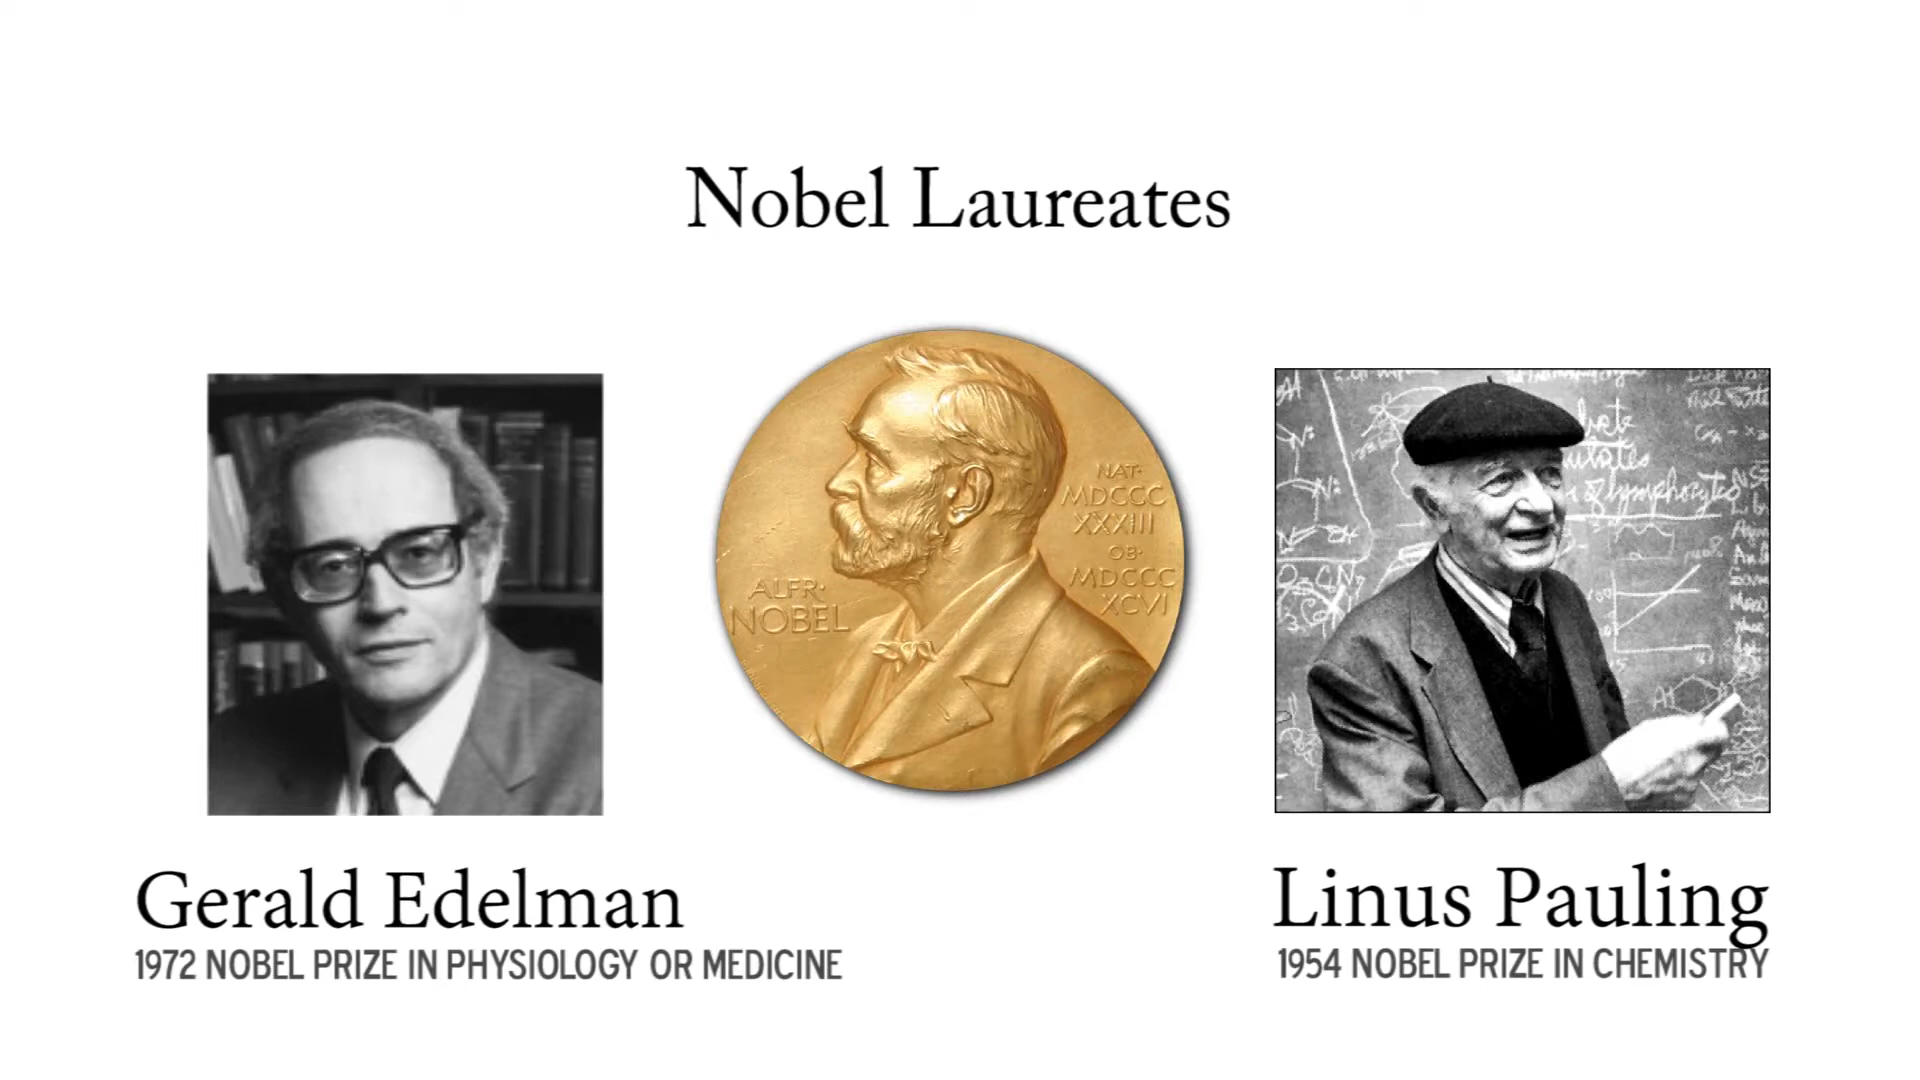 Nobel Laureates
ALFR·
NOBEL
NAT·
MDCCC
XXXIII
OB·
MDCCC
XCVI
Gerald Edelman
1972 NOBEL PRIZE IN PHYSIOLOGY OR MEDICINE
Linus Pauling
1954 NOBEL PRIZE IN CHEMISTRY